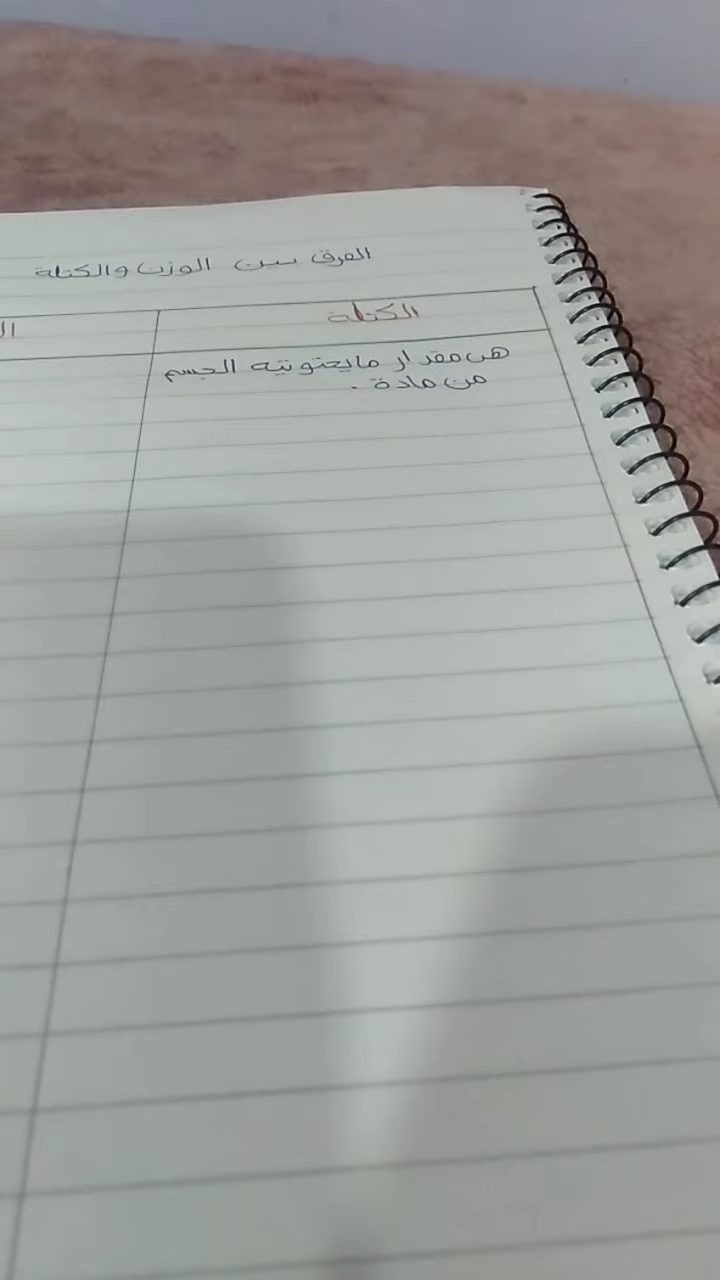 الفرق بين الوزن والكتلة
الكتلة
هي مقدار مايحتويه الجسم
من مادة .